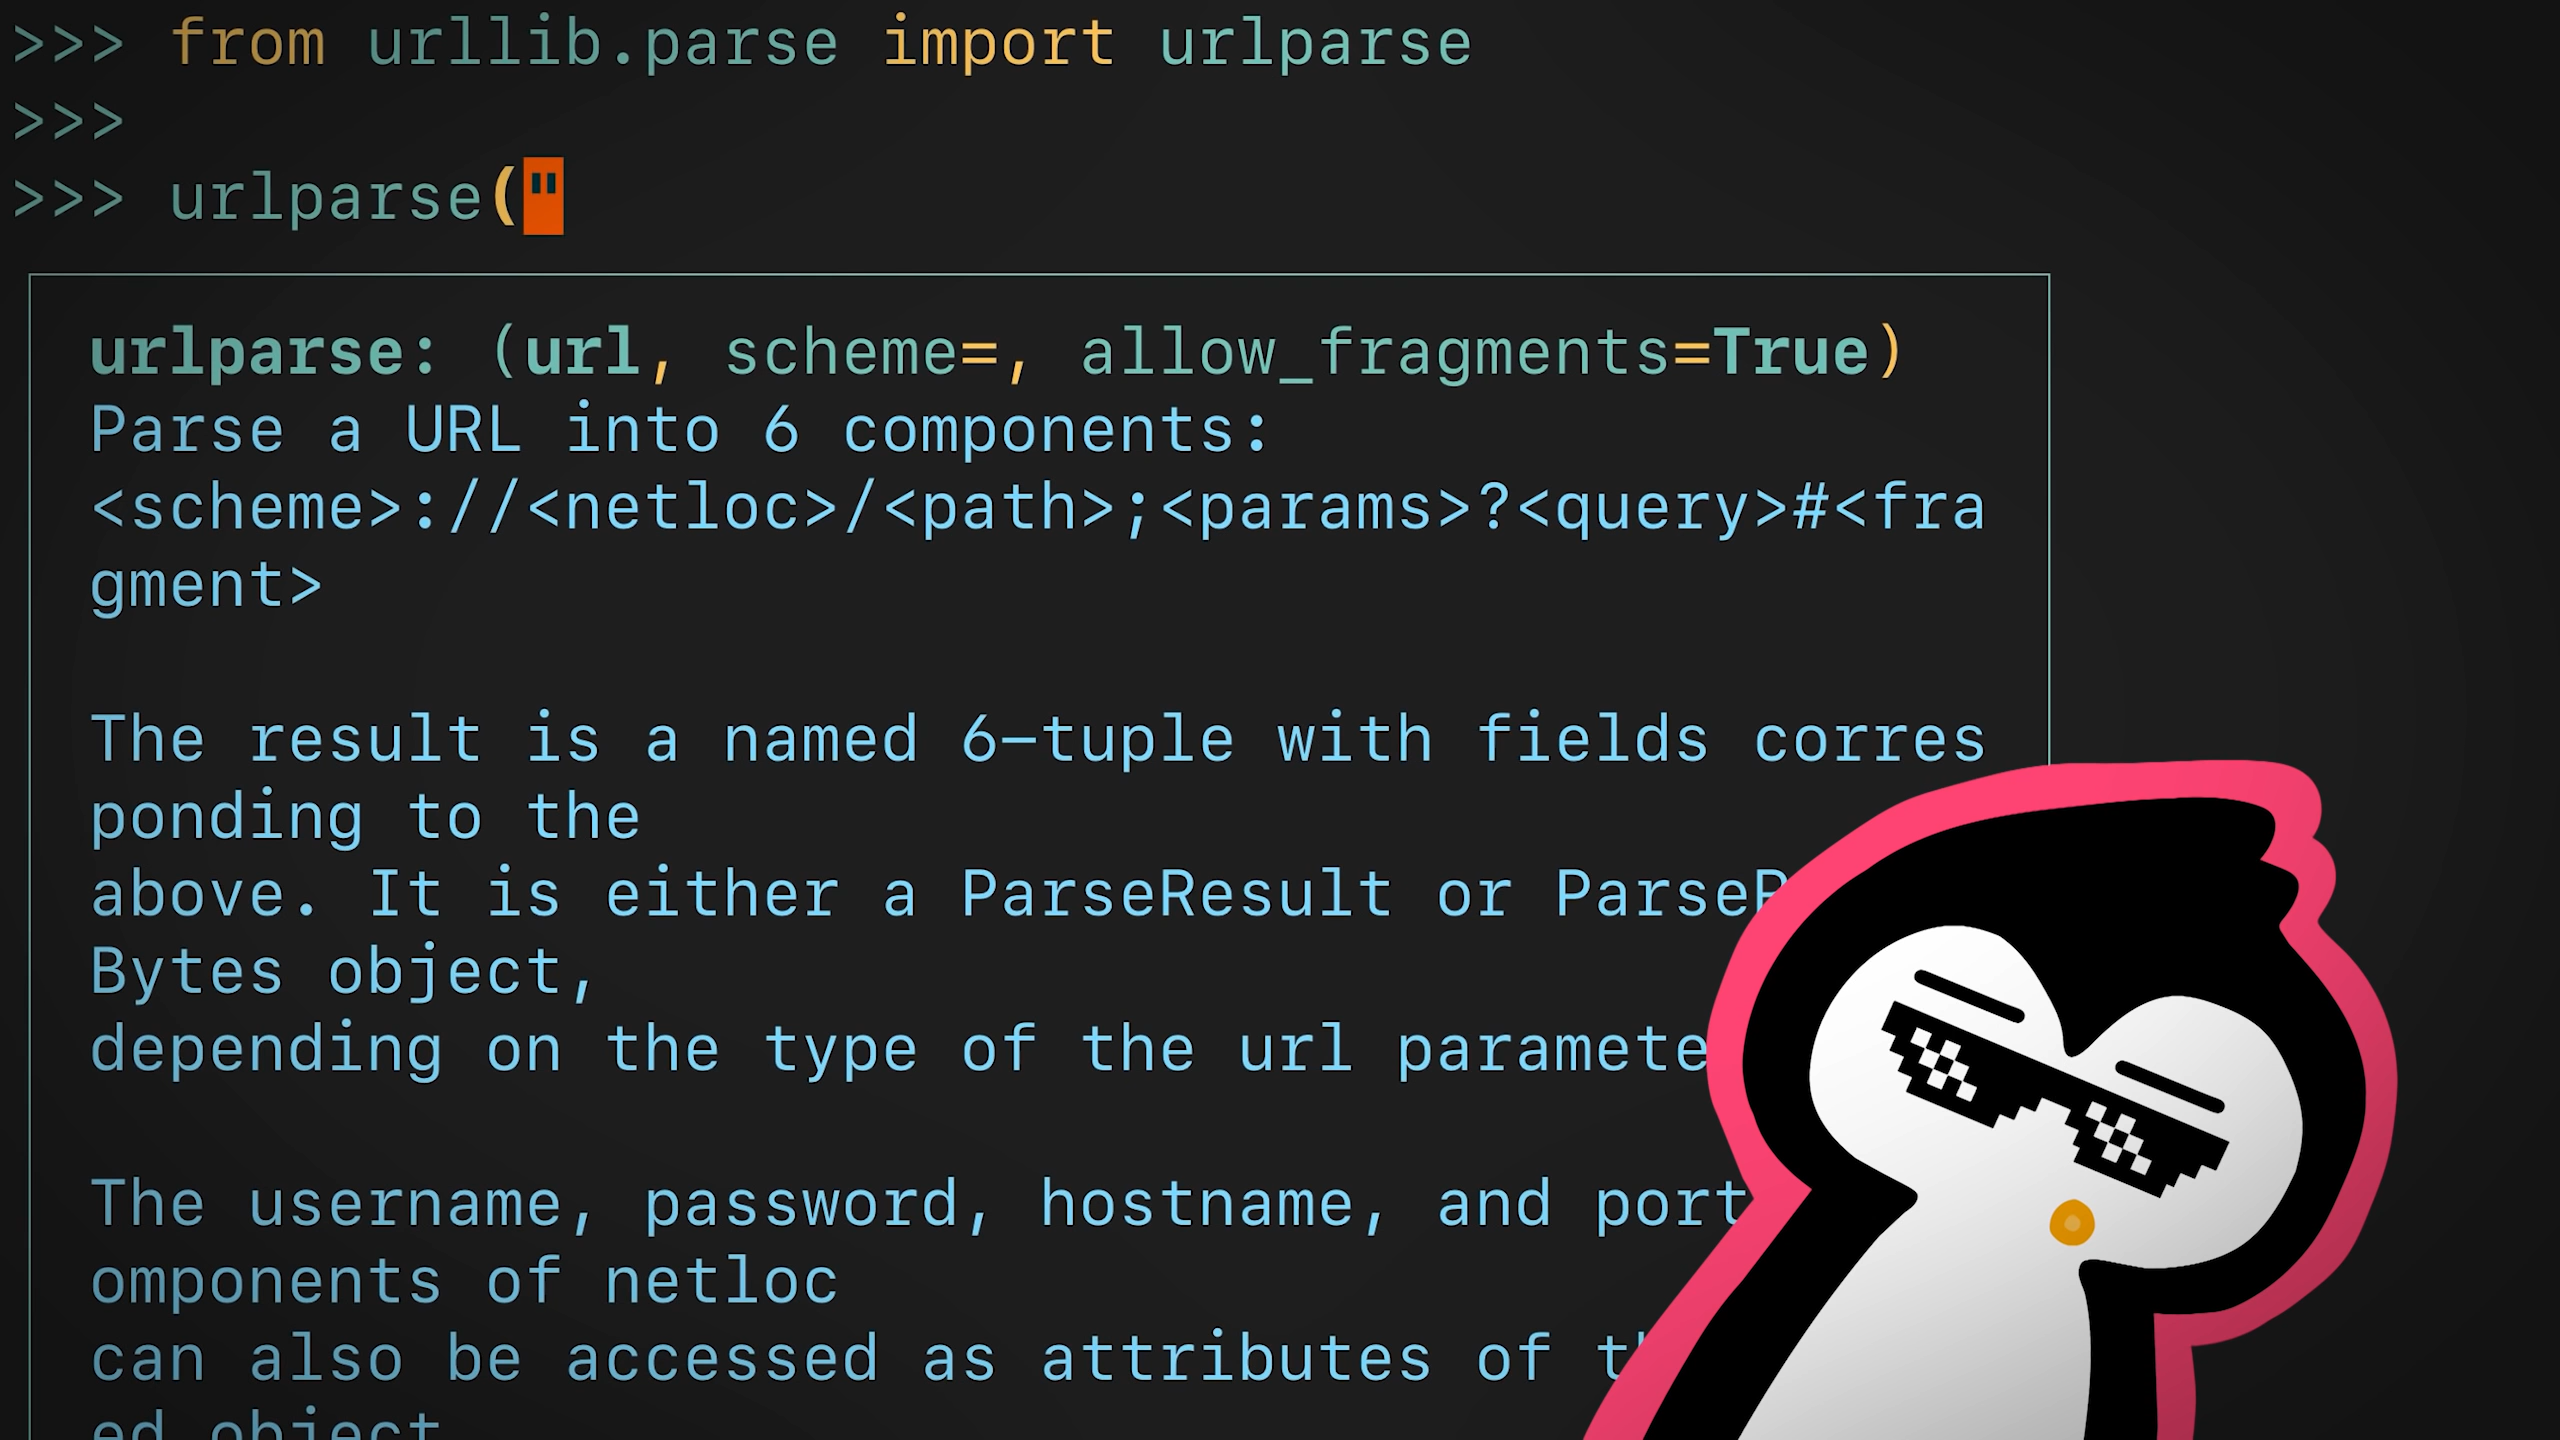 >>> from urllib.parse import urlparse
>>>
>>> urlparse("
urlparse: (url, scheme=, allow_fragments=True)
Parse a URL into 6 components:
<scheme>://<netloc>/<path>;<params>?<query>#<fra
gment>
The result is a named 6-tuple with fields corres
ponding to the
above. It is either a ParseResult or
Bytes object,
depending on the type of the url
The username, password, hostname, and port
omponents of netloc
can also be accessed as attributes of
ed object